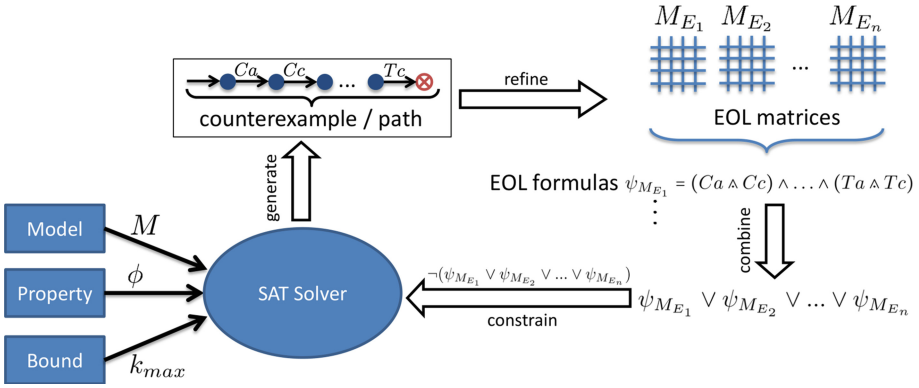 M_{E_1} M_{E_2} M_{E_n}
...
Ca Cc ... Tc
refine
counterexample / path
EOL matrices
generate
EOL formulas ψ_{M_{E_1}} = (Ca ⩑ Cc) ∧ … ∧ (Ta ⩑ Tc)
⋮
combine
Model M
¬(ψ_{M_{E_1}} ∨ ψ_{M_{E_2}} ∨ ... ∨ ψ_{M_{E_n}})
Property ϕ SAT Solver
ψ_{M_{E_1}} ∨ ψ_{M_{E_2}} ∨ ... ∨ ψ_{M_{E_n}}
constrain
Bound k_{max}